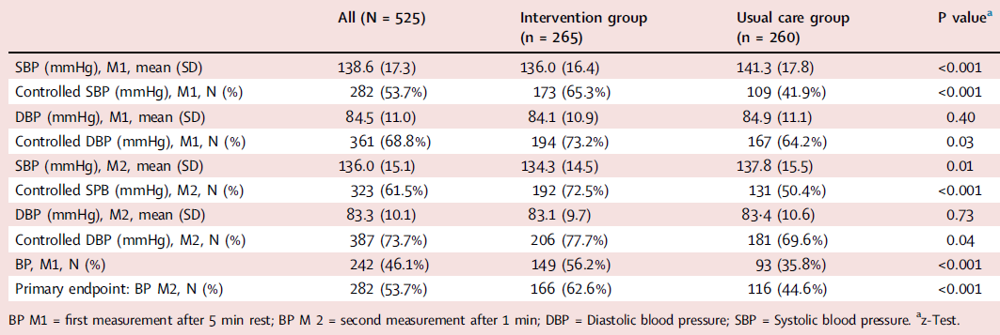 All (N = 525) Intervention group Usual care group P valueᵃ
(n = 265) (n = 260)
SBP (mmHg), M1, mean (SD) 138.6 (17.3) 136.0 (16.4) 141.3 (17.8) <0.001
Controlled SBP (mmHg), M1, N (%) 282 (53.7%) 173 (65.3%) 109 (41.9%) <0.001
DBP (mmHg), M1, mean (SD) 84.5 (11.0) 84.1 (10.9) 84.9 (11.1) 0.40
Controlled DBP (mmHg), M1, N (%) 361 (68.8%) 194 (73.2%) 167 (64.2%) 0.03
SBP (mmHg), M2, mean (SD) 136.0 (15.1) 134.3 (14.5) 137.8 (15.5) 0.01
Controlled SPB (mmHg), M2, N (%) 323 (61.5%) 192 (72.5%) 131 (50.4%) <0.001
DBP (mmHg), M2, mean (SD) 83.3 (10.1) 83.1 (9.7) 83·4 (10.6) 0.73
Controlled DBP (mmHg), M2, N (%) 387 (73.7%) 206 (77.7%) 181 (69.6%) 0.04
BP, M1, N (%) 242 (46.1%) 149 (56.2%) 93 (35.8%) <0.001
Primary endpoint: BP M2, N (%) 282 (53.7%) 166 (62.6%) 116 (44.6%) <0.001
BP M1 = first measurement after 5 min rest; BP M 2 = second measurement after 1 min; DBP = Diastolic blood pressure; SBP = Systolic blood pressure. ᵃz-Test.